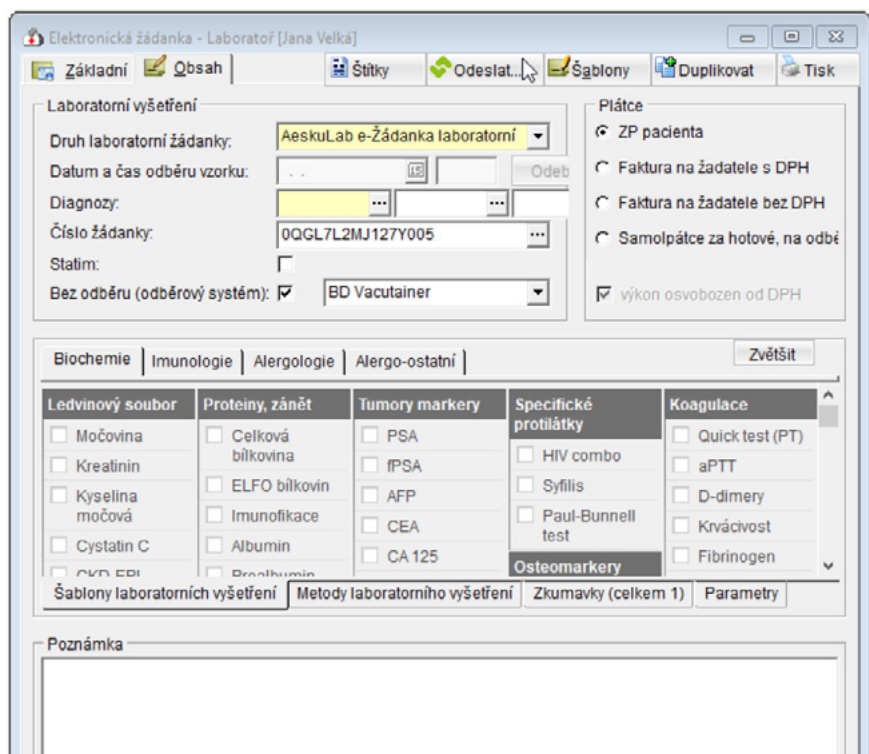 Elektronická žádanka - Laboratoř [Jana Velká]
Základní Obsah Štítky Odeslat... Šablony Duplikovat Tisk
Laboratorní vyšetření
Druh laboratorní žádanky: AeskuLab e-Žádanka laboratorní
Datum a čas odběru vzorku: . . 15 Odeb
Diagnozy: ... ...
Číslo žádanky: 0QGL7L2MJ127Y005 ...
Statim:
Bez odběru (odběrový systém): BD Vacutainer
Plátce
ZP pacienta
Faktura na žadatele s DPH
Faktura na žadatele bez DPH
Samolpátce za hotové, na odbě
výkon osvobozen od DPH
Biochemie Imunologie Alergologie Alergo-ostatní Zvětšit
Ledvinový soubor
Močovina
Kreatinin
Kyselina
močová
Cystatin C
CKD-EPI
Proteiny, zánět
Celková
bílkovina
ELFO bílkovin
Imunofikace
Albumin
Prealbumin
Tumory markery
PSA
fPSA
AFP
CEA
CA 125
Specifické
protilátky
HIV combo
Syfilis
Paul-Bunnell
test
Osteomarkery
Koagulace
Quick test (PT)
aPTT
D-dimery
Krvácivost
Fibrinogen
Šablony laboratorních vyšetření Metody laboratorního vyšetření Zkumavky (celkem 1) Parametry
Poznámka